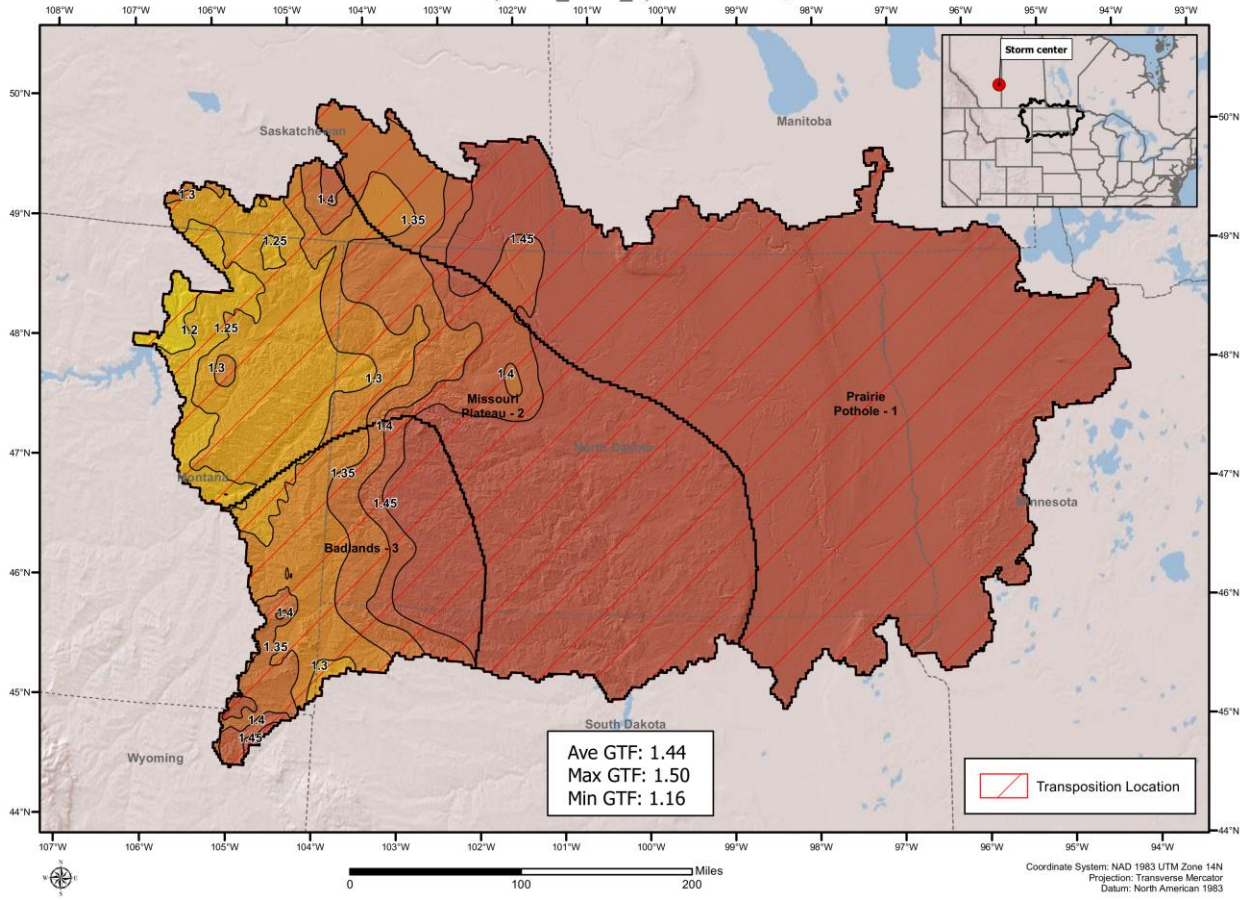 108°W 107°W 106°W 105°W 104°W 103°W 102°W 101°W 100°W 99°W 98°W 97°W 96°W 95°W 94°W 93°W
Storm center
50°N
50°N
Saskatchewan
Manitoba
1.3
1.4
1.35
49°N
49°N
1.25
1.45
1.2
1.25
48°N
48°N
1.3
1.3
1.4
Missouri
Plateau - 2
Prairie
Pothole - 1
1.4
North Dakota
47°N
47°N
Montana
1.35
1.45
Minnesota
Badlands - 3
46°N
46°N
1.4
1.35
1.3
45°N
45°N
1.4
1.45
South Dakota
Wyoming
Ave GTF: 1.44
Max GTF: 1.50
Min GTF: 1.16
Transposition Location
44°N
44°N
107°W 106°W 105°W 104°W 103°W 102°W 101°W 100°W 99°W 98°W 97°W 96°W 95°W 94°W
N
W E
S
Miles
0 100 200
Coordinate System: NAD 1983 UTM Zone 14N
Projection: Transverse Mercator
Datum: North American 1983